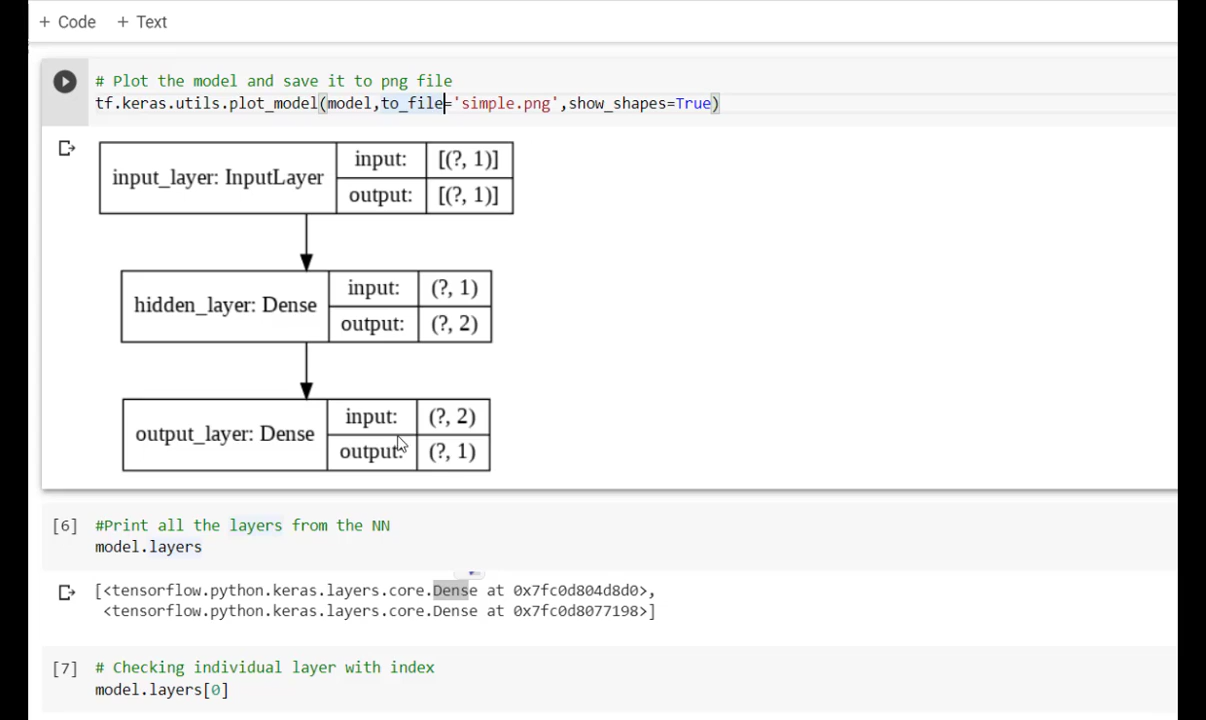 + Code + Text
# Plot the model and save it to png file
tf.keras.utils.plot_model(model,to_file='simple.png',show_shapes=True)
input_layer: InputLayer
input: [(?, 1)]
output: [(?, 1)]
hidden_layer: Dense
input: (?, 1)
output: (?, 2)
output_layer: Dense
input: (?, 2)
output: (?, 1)
[6] #Print all the layers from the NN
model.layers
[<tensorflow.python.keras.layers.core.Dense at 0x7fc0d804d8d0>,
<tensorflow.python.keras.layers.core.Dense at 0x7fc0d8077198>]
[7] # Checking individual layer with index
model.layers[0]